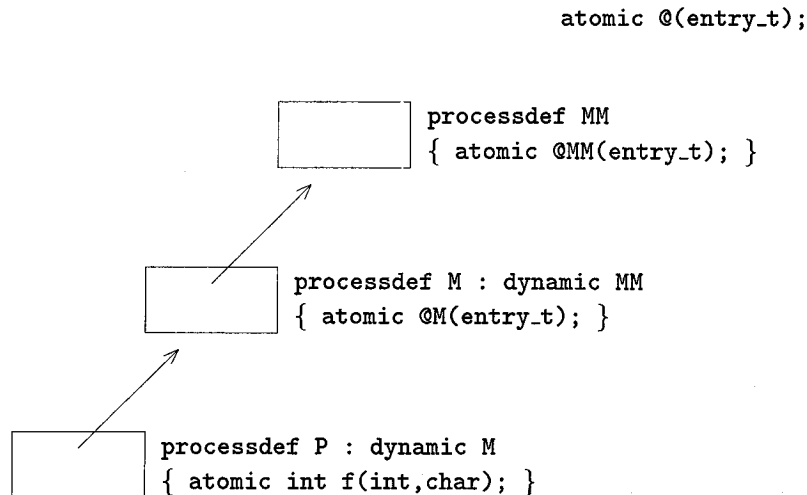 atomic @(entry_t);
processdef MM
{ atomic @MM(entry_t); }
processdef M : dynamic MM
{ atomic @M(entry_t); }
processdef P : dynamic M
{ atomic int f(int,char); }